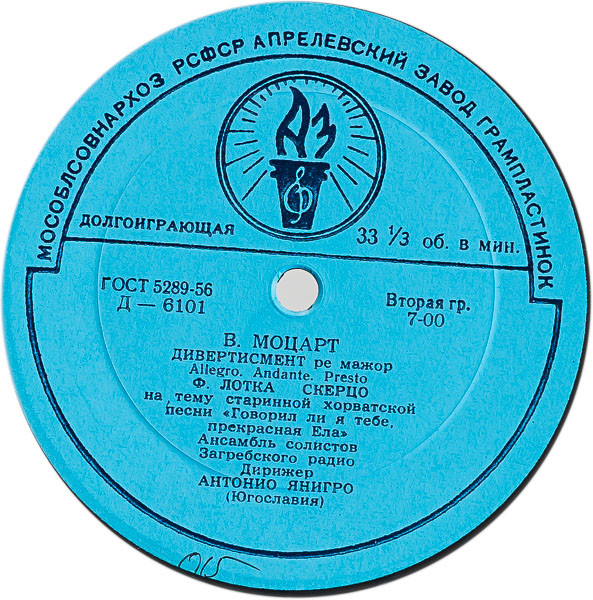 МОСОБЛСОВНАРХОЗ РСФСР АПРЕЛЕВСКИЙ ЗАВОД ГРАМПЛАСТИНОК
АЗ
ДОЛГОИГРАЮЩАЯ 33 ⅓ об. в мин.
ГОСТ 5289-56 Вторая гр.
Д — 6101 7-00
В. МОЦАРТ
ДИВЕРТИСМЕНТ ре мажор
Allegro. Andante. Presto
Ф. ЛОТКА СКЕРЦО
на тему старинной хорватской
песни «Говорил ли я тебе,
прекрасная Ела»
Ансамбль солистов
Загребского радио
Дирижер
АНТОНИО ЯНИГРО
(Югославия)